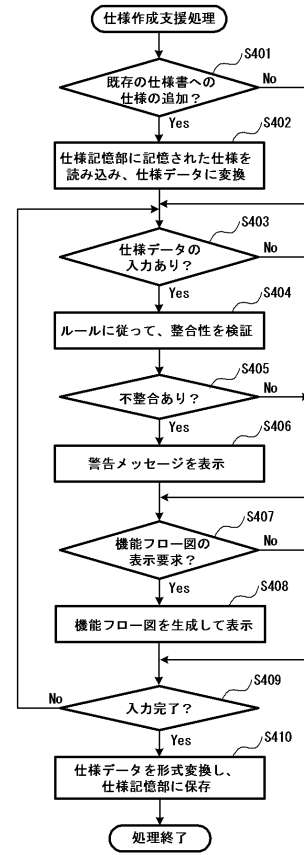 仕様作成支援処理
S401
既存の仕様書への
仕様の追加?
No
Yes
S402
仕様記憶部に記憶された仕様を
読み込み、仕様データに変換
S403
仕様データの
入力あり?
No
Yes
S404
ルールに従って、整合性を検証
S405
不整合あり?
No
Yes
S406
警告メッセージを表示
S407
機能フロー図の
表示要求?
No
Yes
S408
機能フロー図を生成して表示
S409
No
入力完了?
Yes
S410
仕様データを形式変換し、
仕様記憶部に保存
処理終了